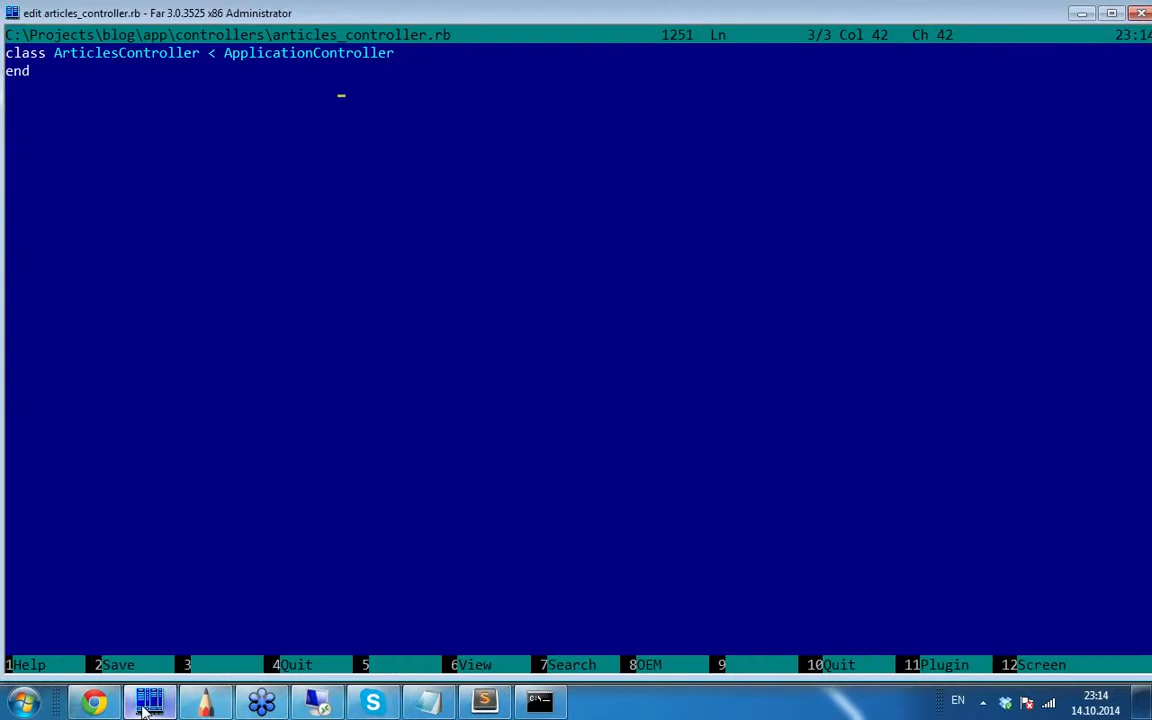 edit articles_controller.rb - Far 3.0.3525 x86 Administrator
C:\Projects\blog\app\controllers\articles_controller.rb 1251 Ln 3/3 Col 42 Ch 42 23:14
class ArticlesController < ApplicationController
end
1Help 2Save 3 4Quit 5 6View 7Search 8OEM 9 10Quit 11Plugin 12Screen
EN 23:14
14.10.2014